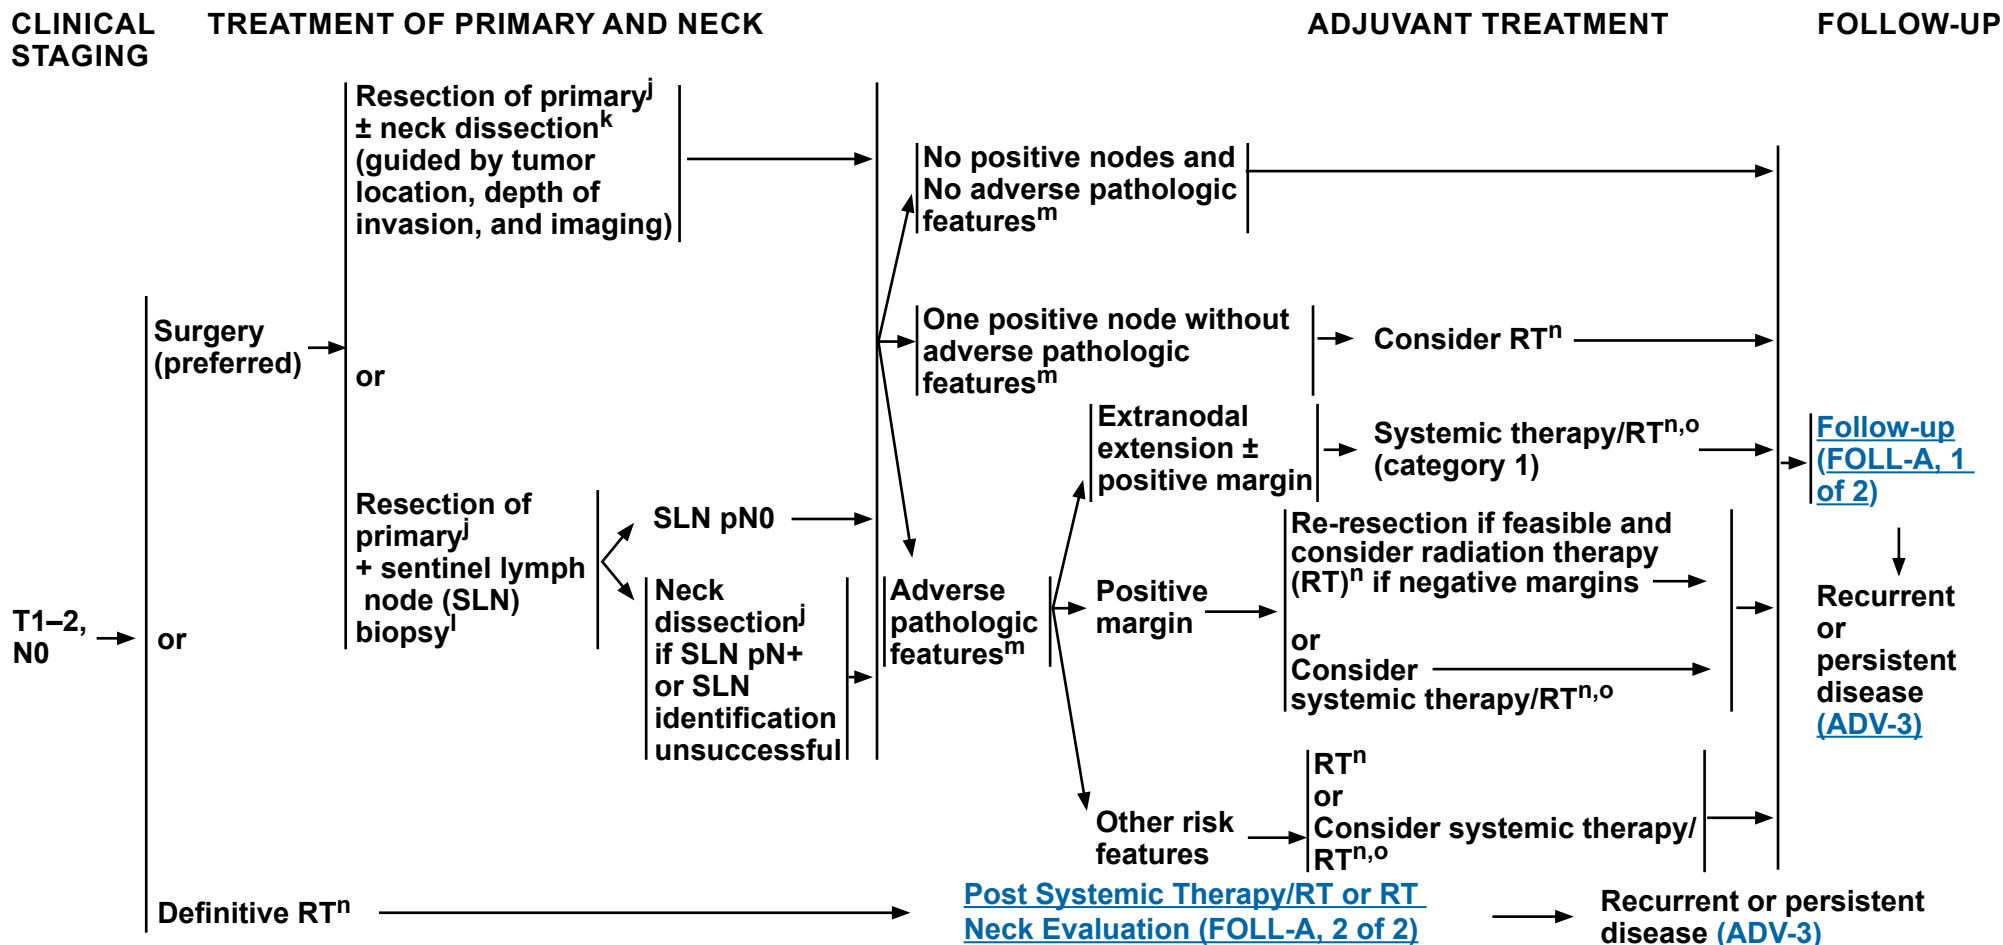 CLINICAL
STAGING
TREATMENT OF PRIMARY AND NECK
ADJUVANT TREATMENT
FOLLOW-UP
T1–2,
N0
Surgery
(preferred)
or
Definitive RTn
Resection of primaryj
± neck dissectionk
(guided by tumor
location, depth of
invasion, and imaging)
or
Resection of
primaryj
+ sentinel lymph
node (SLN)
biopsyl
SLN pN0
Neck
dissectionj
if SLN pN+
or SLN
identification
unsuccessful
No positive nodes and
No adverse pathologic
featuresm
One positive node without
adverse pathologic
featuresm
Consider RTn
Adverse
pathologic
featuresm
Extranodal
extension ±
positive margin
Systemic therapy/RTn,o
(category 1)
Positive
margin
Re-resection if feasible and
consider radiation therapy
(RT)n if negative margins
or
Consider
systemic therapy/RTn,o
Other risk
features
RTn
or
Consider systemic therapy/
RTn,o
Follow-up
(FOLL-A, 1
of 2)
Recurrent
or
persistent
disease
(ADV-3)
Post Systemic Therapy/RT or RT
Neck Evaluation (FOLL-A, 2 of 2)
Recurrent or persistent
disease (ADV-3)